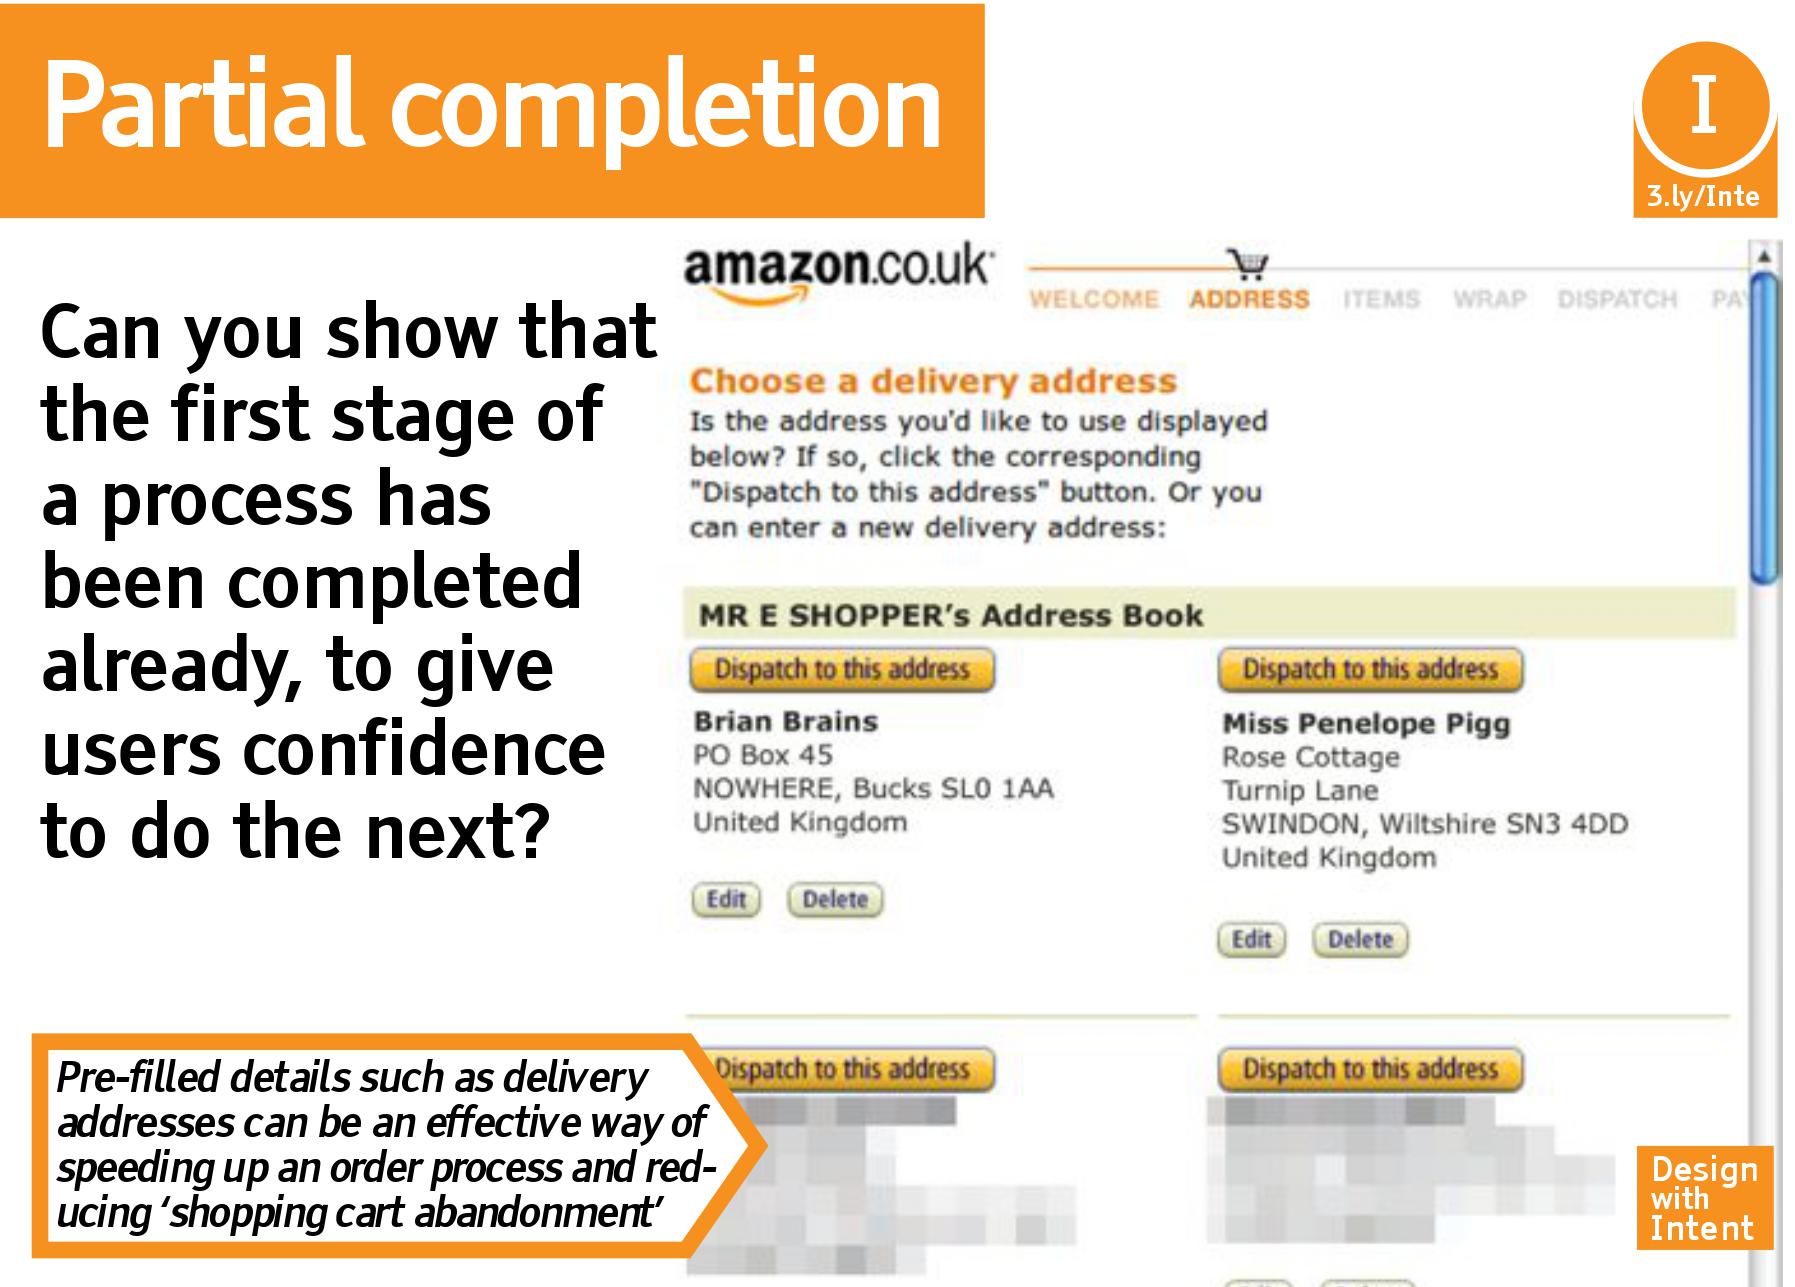 Partial completion
I
3.ly/Inte
Can you show that
the first stage of
a process has
been completed
already, to give
users confidence
to do the next?
amazon.co.uk
WELCOME ADDRESS ITEMS WRAP DISPATCH PAY
Choose a delivery address
Is the address you'd like to use displayed
below? If so, click the corresponding
"Dispatch to this address" button. Or you
can enter a new delivery address:
MR E SHOPPER's Address Book
Dispatch to this address
Brian Brains
PO Box 45
NOWHERE, Bucks SL0 1AA
United Kingdom
Edit Delete
Dispatch to this address
Miss Penelope Pigg
Rose Cottage
Turnip Lane
SWINDON, Wiltshire SN3 4DD
United Kingdom
Edit Delete
Dispatch to this address
Dispatch to this address
Pre-filled details such as delivery
addresses can be an effective way of
speeding up an order process and red-
ucing ‘shopping cart abandonment’
Design
with
Intent